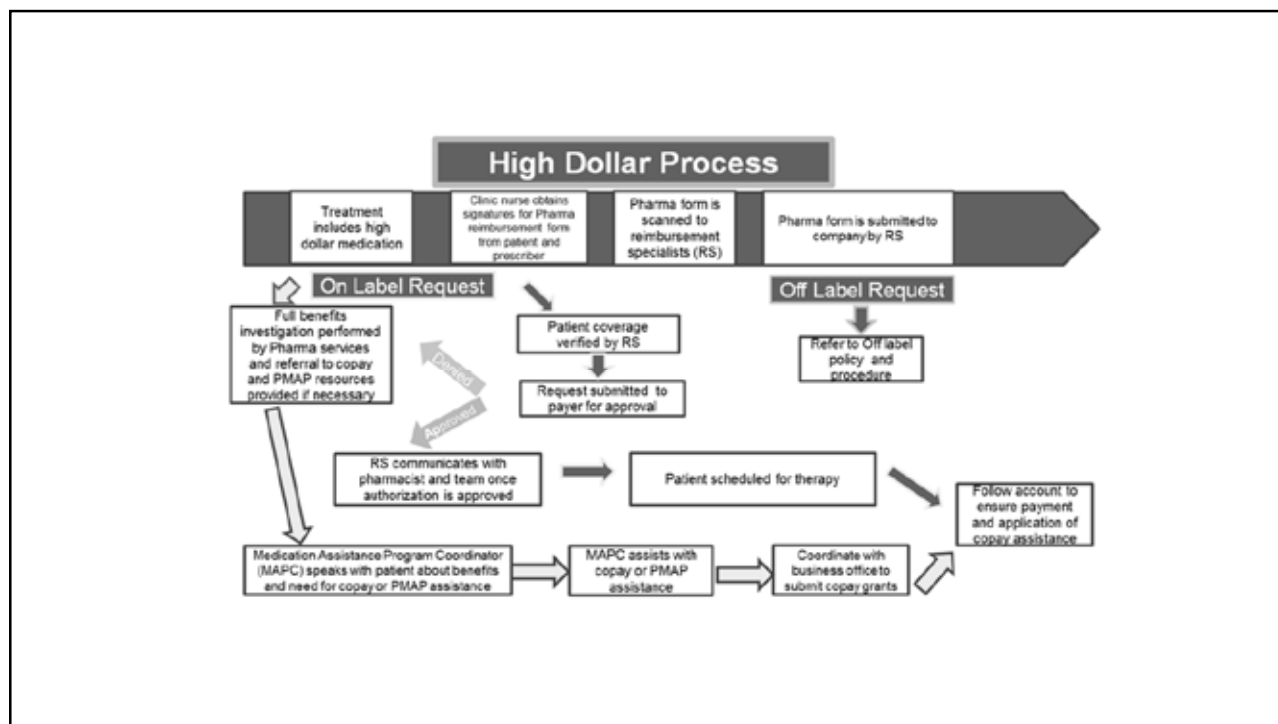 High Dollar Process
Treatment
includes high
dollar medication
Clinic nurse obtains
signatures for Pharma
reimbursement form
from patient and
prescriber
Pharma form is
scanned to
reimbursement
specialists (RS)
Pharma form is submitted to
company by RS
On Label Request
Off Label Request
Full benefits
investigation performed
by Pharma services
and referral to copay
and PMAP resources
provided if necessary
Patient coverage
verified by RS
Refer to Off label
policy and
procedure
Denied
Request submitted to
payer for approval
Approved
RS communicates with
pharmacist and team once
authorization is approved
Patient scheduled for therapy
Follow account to
ensure payment
and application of
copay assistance
Medication Assistance Program Coordinator
(MAPC) speaks with patient about benefits
and need for copay or PMAP assistance
MAPC assists with
copay or PMAP
assistance
Coordinate with
business office to
submit copay grants